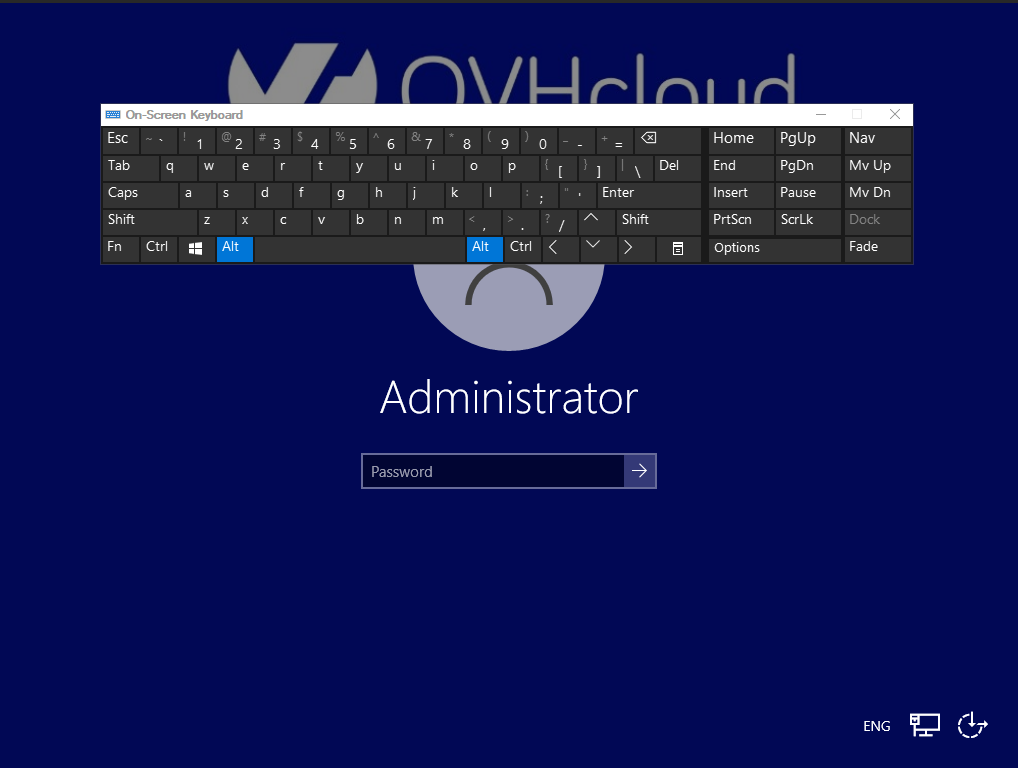 OVHcloud
On-Screen Keyboard
Esc ~ ` ! 1 @ 2 # 3 $ 4 % 5 ^ 6 & 7 * 8 ( 9 ) 0 _ - + = Home PgUp Nav
Tab q w e r t y u i o p { [ } ] | \ Del End PgDn Mv Up
Caps a s d f g h j k l : ; " ' Enter Insert Pause Mv Dn
Shift z x c v b n m < , > . ? / Shift PrtScn ScrLk Dock
Fn Ctrl Alt Alt Ctrl Options Fade
Administrator
Password
ENG